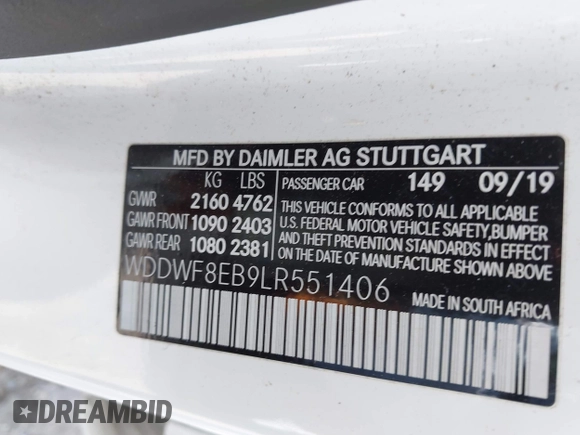 MFD BY DAIMLER AG STUTTGART
KG LBS
GVWR 2160 4762
GAWR FRONT 1090 2403
GAWR REAR 1080 2381
PASSENGER CAR 149 09/19
THIS VEHICLE CONFORMS TO ALL APPLICABLE
U.S. FEDERAL MOTOR VEHICLE SAFETY, BUMPER
AND THEFT PREVENTION STANDARDS IN EFFECT
ON THE DATE OF MANUFACTURE SHOWN ABOVE.
WDDWF8EB9LR551406
MADE IN SOUTH AFRICA
DREAMBID